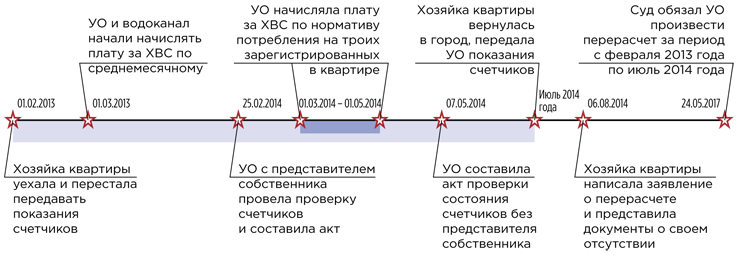 УО и водоканал
начали начислять
плату за ХВС по
среднемесячному
УО начисляла плату
за ХВС по нормативу
потребления на троих
зарегистрированных
в квартире
Хозяйка квартиры
вернулась
в город, передала
УО показания
счетчиков
Суд обязал УО
произвести
перерасчет за период
с февраля 2013 года
по июль 2014 года
01.02.2013
01.03.2013
25.02.2014
01.03.2014 – 01.05.2014
07.05.2014
Июль 2014
года
06.08.2014
24.05.2017
Хозяйка квартиры
уехала и перестала
передавать
показания
счетчиков
УО с представителем
собственника
провела проверку
счетчиков
и составила акт
УО составила
акт проверки
состояния
счетчиков без
представителя
собственника
Хозяйка квартиры
написала заявление
о перерасчете
и представила
документы о своем
отсутствии